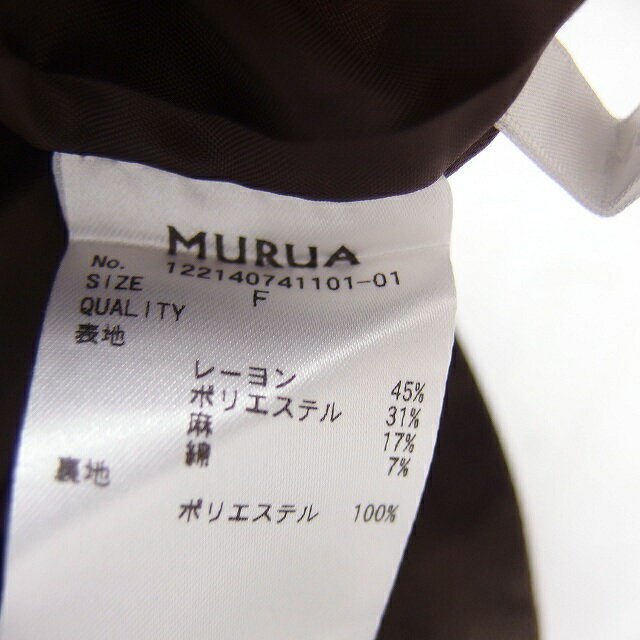 MURUA
No. 122140741101-01
SIZE F
QUALITY
表地
レーヨン 45%
ポリエステル 31%
麻 17%
綿 7%
裏地
ポリエステル 100%